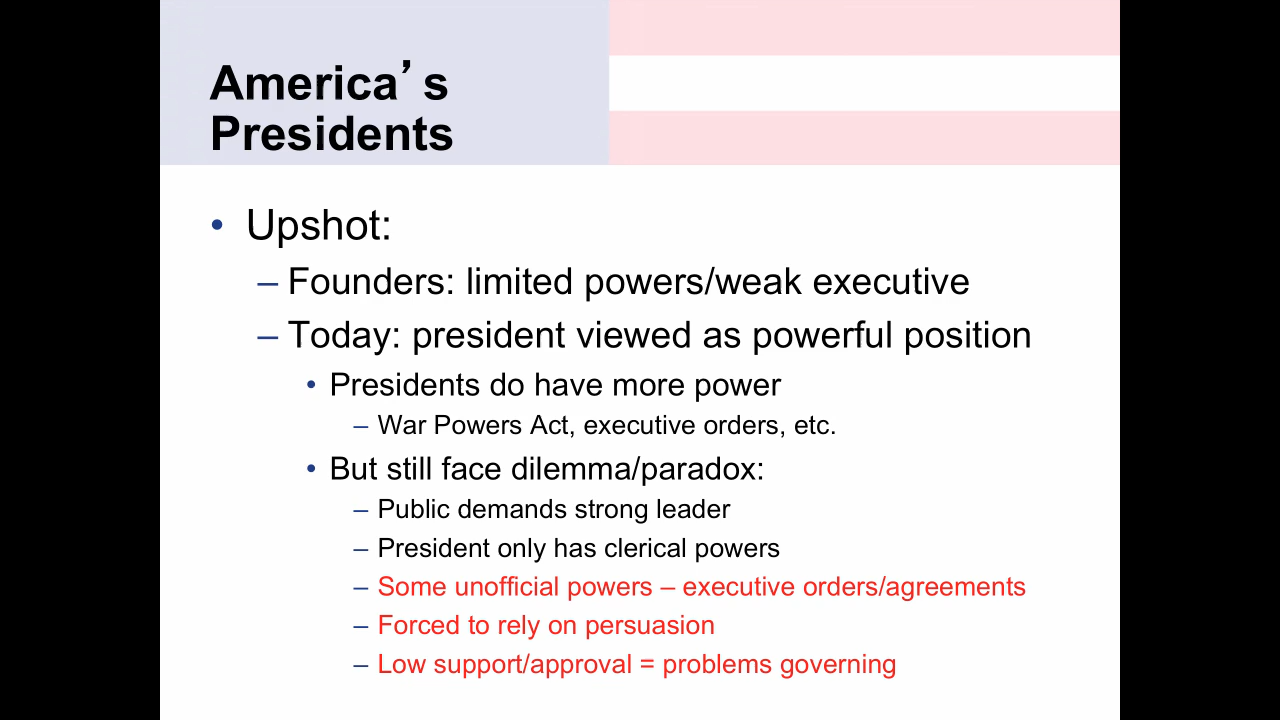 America’s
Presidents
• Upshot:
– Founders: limited powers/weak executive
– Today: president viewed as powerful position
• Presidents do have more power
– War Powers Act, executive orders, etc.
• But still face dilemma/paradox:
– Public demands strong leader
– President only has clerical powers
– Some unofficial powers – executive orders/agreements
– Forced to rely on persuasion
– Low support/approval = problems governing